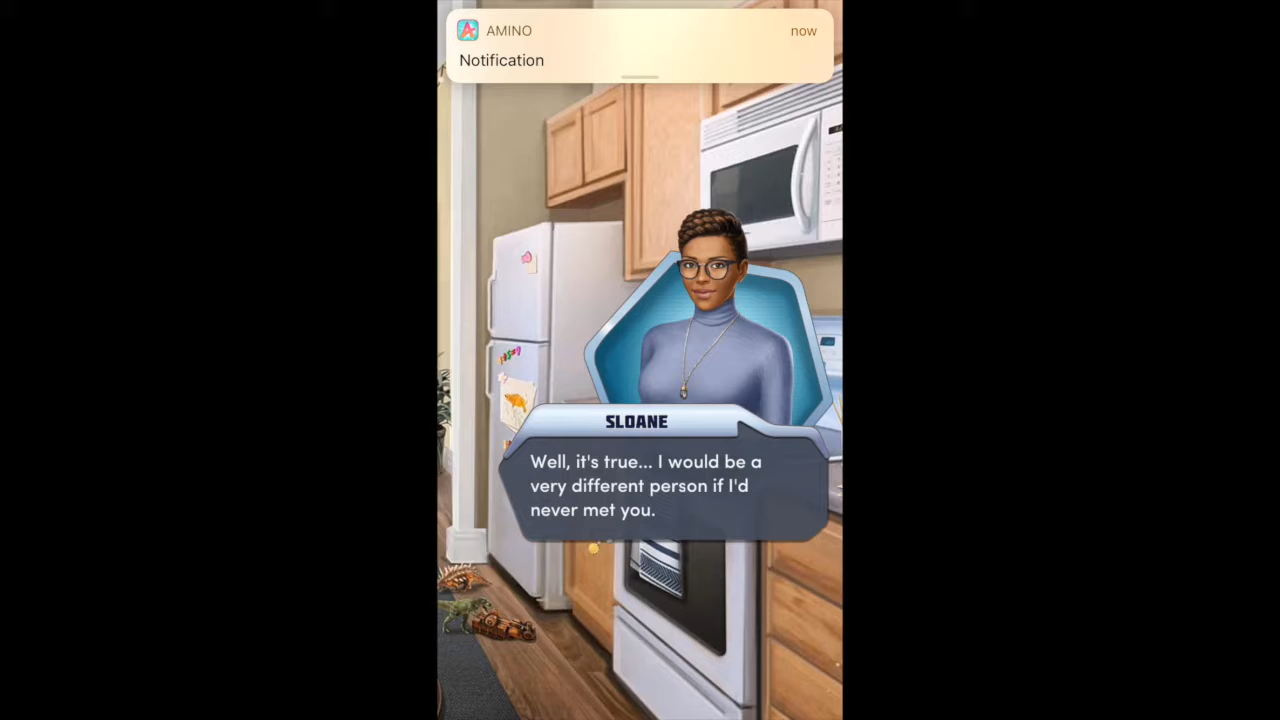 AMINO
now
Notification
SLOANE
Well, it's true... I would be a
very different person if I'd
never met you.